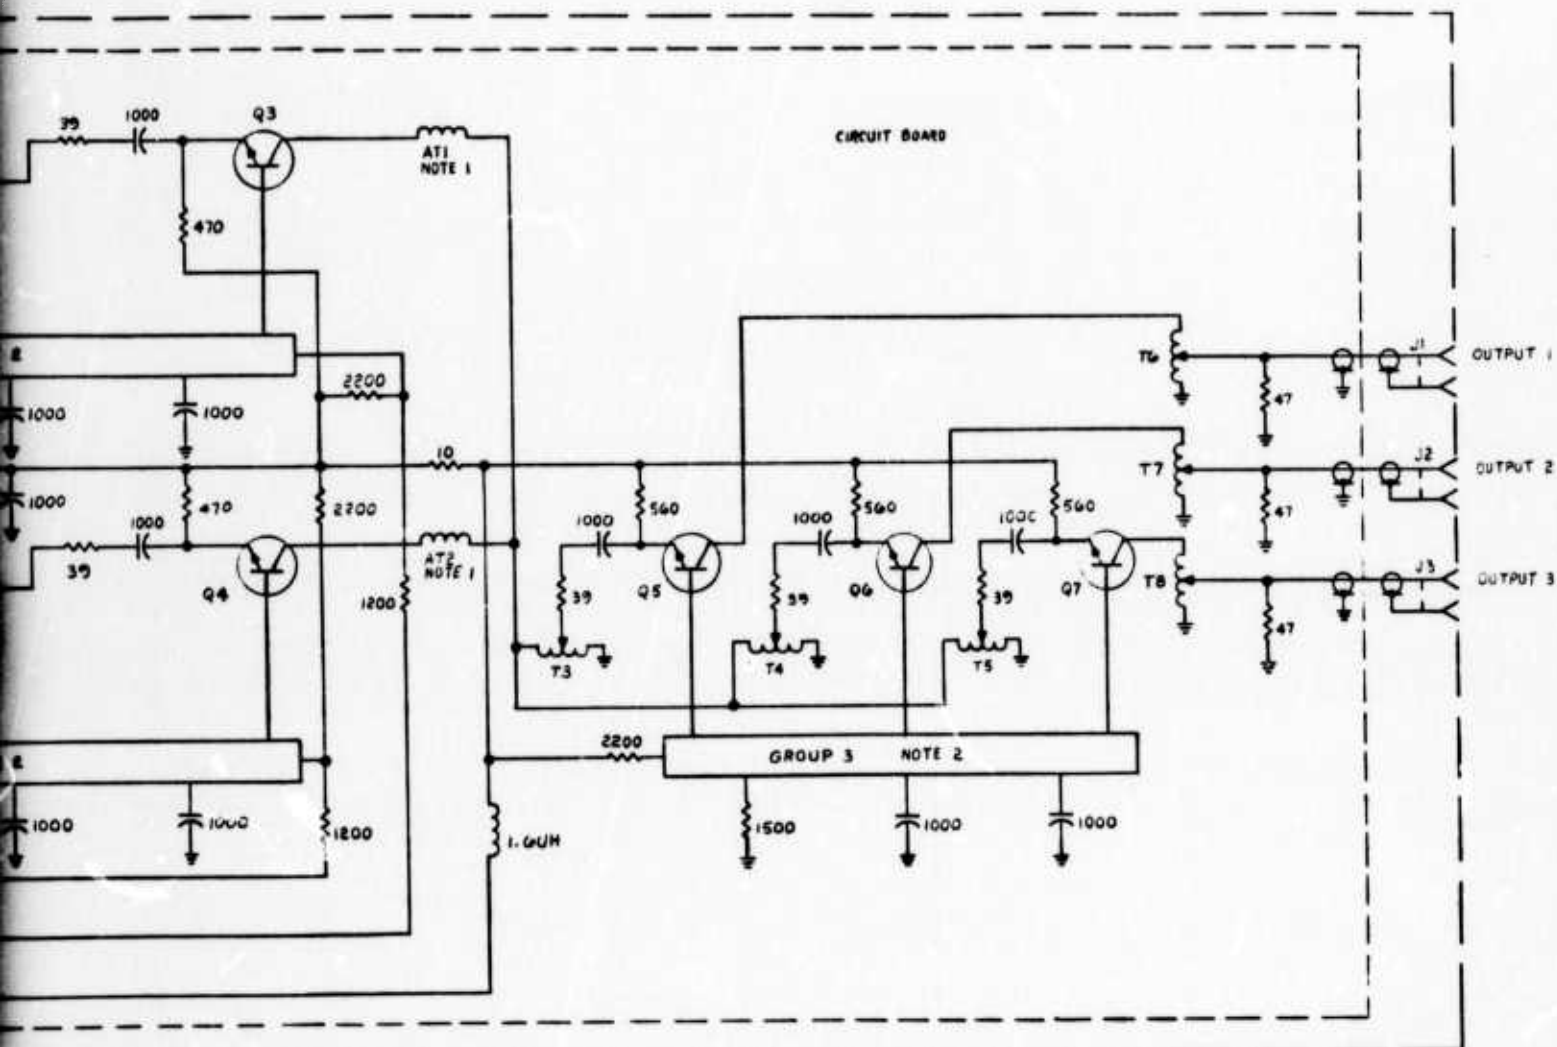 39
1000
Q3
AT1
NOTE 1
CIRCUIT BOARD
470
T6
J1
OUTPUT 1
2
2200
1000
1000
47
10
T7
J2
OUTPUT 2
1000
470
2200
1000
560
1000
560
560
47
39
Q4
AT2
NOTE 1
1200
39
Q5
39
Q6
39
Q7
T8
J3
OUTPUT 3
47
T3
T4
T5
2200
GROUP 3 NOTE 2
2
1000
1000
1200
1.6UH
1500
1000
1000